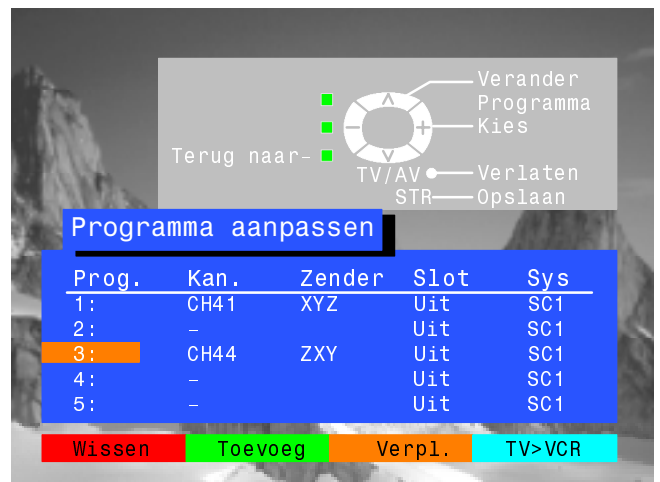 Verander
Programma
Kies
Terug naar
TV/AV Verlaten
STR Opslaan
Programma aanpassen
Prog. Kan. Zender Slot Sys
1: CH41 XYZ Uit SC1
2: – Uit SC1
3: CH44 ZXY Uit SC1
4: – Uit SC1
5: – Uit SC1
Wissen Toevoeg Verpl. TV>VCR